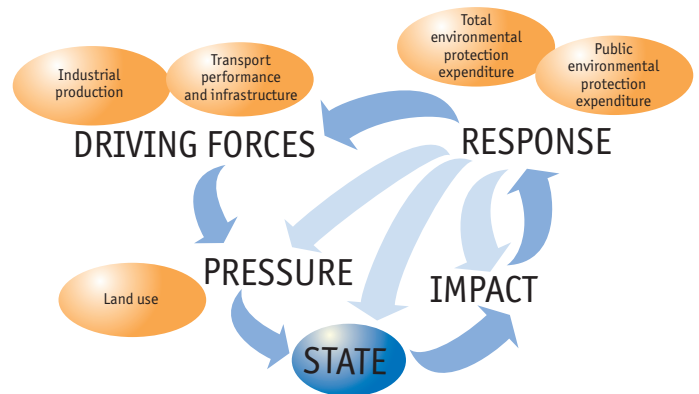 Industrial
production
Transport
performance
and infrastructure
Total
environmental
protection
expenditure
Public
environmental
protection
expenditure
DRIVING FORCES
RESPONSE
PRESSURE
IMPACT
Land use
STATE